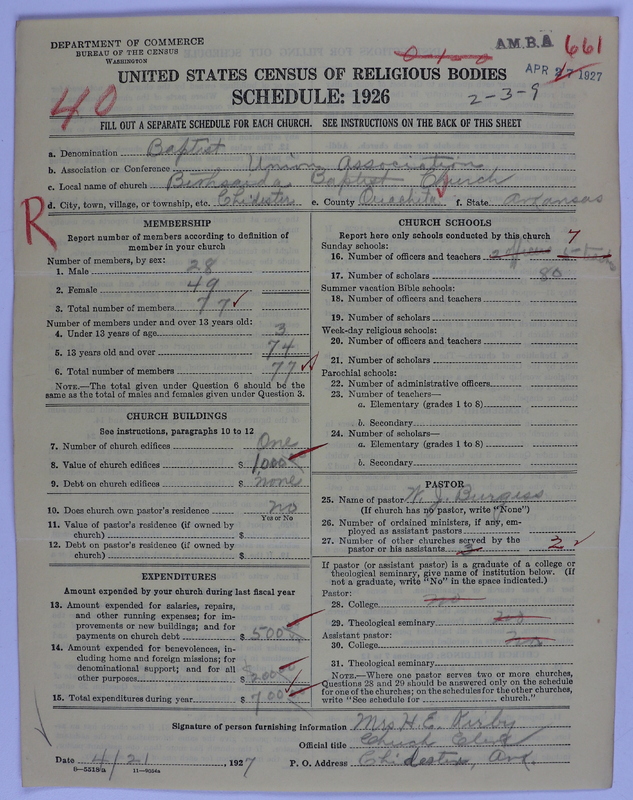 DEPARTMENT OF COMMERCE
BUREAU OF THE CENSUS
WASHINGTON
A.M.B.A 661
APR 27 1927
UNITED STATES CENSUS OF RELIGIOUS BODIES
SCHEDULE: 1926
2-3-9
40
FILL OUT A SEPARATE SCHEDULE FOR EACH CHURCH. SEE INSTRUCTIONS ON THE BACK OF THIS SHEET
a. Denomination Baptist
b. Association or Conference Union Association
c. Local name of church Baptist Church
d. City, town, village, or township, etc. Chidester e. County Ouachita f. State Arkansas
R
MEMBERSHIP
Report number of members according to definition of
member in your church
Number of members, by sex:
1. Male 28
2. Female 49
3. Total number of members 77
Number of members under and over 13 years old:
4. Under 13 years of age 3
5. 13 years old and over 74
6. Total number of members 77
NOTE.—The total given under Question 6 should be the
same as the total of males and females given under Question 3.
CHURCH BUILDINGS
See instructions, paragraphs 10 to 12
7. Number of church edifices One
8. Value of church edifices $ 1000
9. Debt on church edifices $ none
10. Does church own pastor's residence? no
Yes or No
11. Value of pastor's residence (if owned by
church) $
12. Debt on pastor's residence (if owned by
church) $
EXPENDITURES
Amount expended by your church during last fiscal year
13. Amount expended for salaries, repairs,
and other running expenses; for im-
provements or new buildings; and for
payments on church debt $ 500
14. Amount expended for benevolences, in-
cluding home and foreign missions; for
denominational support; and for all
other purposes $ 200
15. Total expenditures during year $ 700
CHURCH SCHOOLS
Report here only schools conducted by this church
Sunday schools: 7
16. Number of officers and teachers
17. Number of scholars 80
Summer vacation Bible schools:
18. Number of officers and teachers
19. Number of scholars
Week-day religious schools:
20. Number of officers and teachers
21. Number of scholars
Parochial schools:
22. Number of administrative officers
23. Number of teachers—
a. Elementary (grades 1 to 8)
b. Secondary
24. Number of scholars—
a. Elementary (grades 1 to 8)
b. Secondary
PASTOR
25. Name of pastor W. J. Burgess
(If church has no pastor, write "None")
26. Number of ordained ministers, if any, em-
ployed as assistant pastors
27. Number of other churches served by the
pastor or his assistants 3 2
If pastor (or assistant pastor) is a graduate of a college or
theological seminary, give name of institution below. (If
not a graduate, write "No" in the space indicated.)
Pastor:
28. College no
29. Theological seminary no
Assistant pastor:
30. College
31. Theological seminary
NOTE.—Where one pastor serves two or more churches,
Questions 28 and 29 should be answered only on the schedule
for one of the churches; on the schedules for the other churches,
write "See schedule for church."
Signature of person furnishing information Mrs H. E. Kirby
Official title Church Clerk
Date 4/21, 1927 P. O. Address Chidester, Ark.
8—5518a 11—9054a